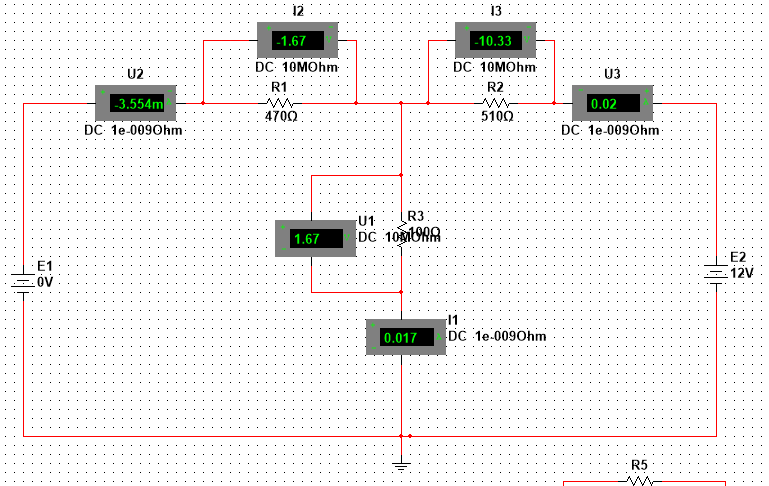 I2
-1.67
DC 10MOhm
I3
-10.33
DC 10MOhm
U2
-3.554m
DC 1e-009Ohm
R1
470Ω
R2
510Ω
U3
0.02
DC 1e-009Ohm
U1
1.67
DC 10MOhm
R3
100Ω
E1
0V
E2
12V
I1
0.017
DC 1e-009Ohm
R5